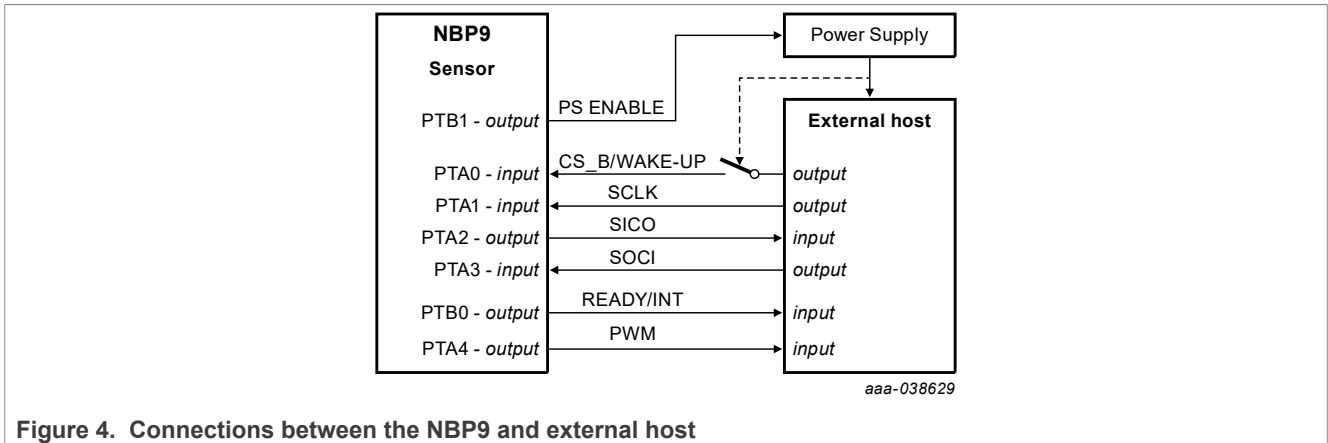 NBP9
Sensor
Power Supply
PTB1 - output
PS ENABLE
External host
PTA0 - input
CS_B/WAKE-UP
output
PTA1 - input
SCLK
output
PTA2 - output
SICO
input
PTA3 - input
SOCI
output
PTB0 - output
READY/INT
input
PTA4 - output
PWM
input
aaa-038629
Figure 4. Connections between the NBP9 and external host